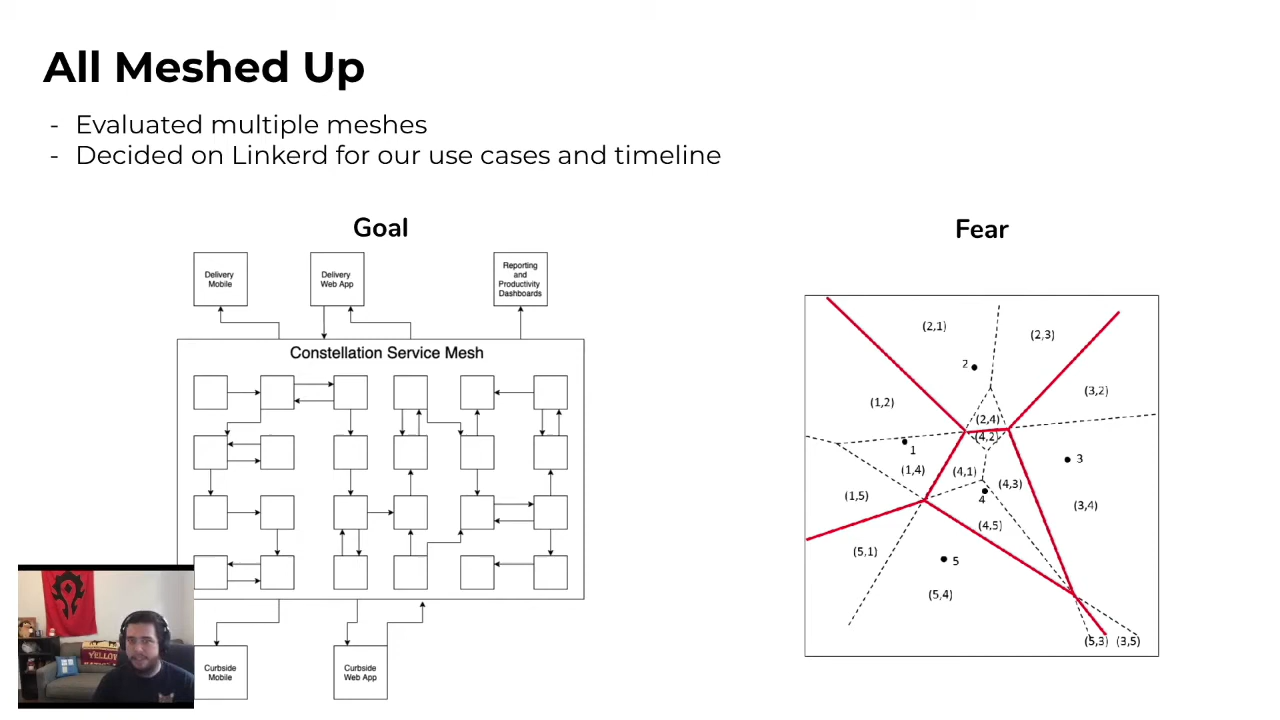 All Meshed Up
- Evaluated multiple meshes
- Decided on Linkerd for our use cases and timeline
Goal
Fear
Delivery
Mobile
Delivery
Web App
Reporting
and
Productivity
Dashboards
Constellation Service Mesh
Curbside
Mobile
Curbside
Web App
(2,1)
(2,3)
2
(3,2)
(1,2)
(2,4)
(4,2)
1
3
(1,4)
(4,1)
(4,3)
4
(1,5)
(3,4)
(4,5)
(5,1)
5
(5,4)
(5,3)
(3,5)
YELLOW